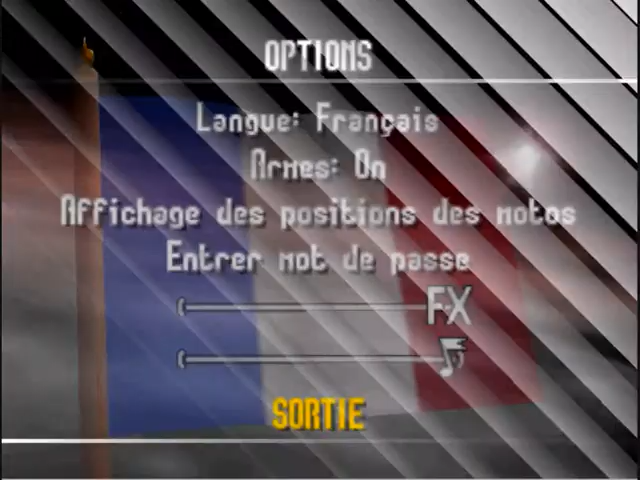 OPTIONS
Langue: Français
Armes: On
Affichage des positions des motos
Entrer mot de passe
FX
SORTIE